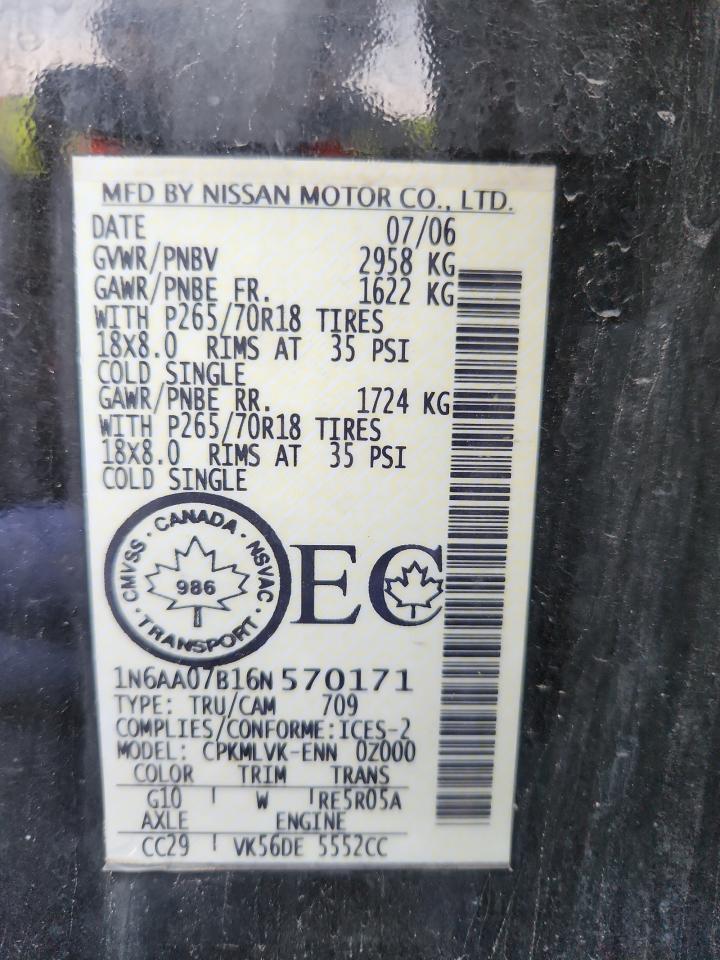 MFD BY NISSAN MOTOR CO., LTD.
DATE 07/06
GVWR/PNBV 2958 KG
GAWR/PNBE FR. 1622 KG
WITH P265/70R18 TIRES
18X8.0 RIMS AT 35 PSI
COLD SINGLE
GAWR/PNBE RR. 1724 KG
WITH P265/70R18 TIRES
18X8.0 RIMS AT 35 PSI
COLD SINGLE
CMVSS · CANADA · NSVAC
986
· TRANSPORT ·
EC
1N6AA07B16N570171
TYPE: TRU/CAM 709
COMPLIES/CONFORME:ICES-2
MODEL: CPKMLVK-ENN 0Z000
COLOR TRIM TRANS
G10 W RE5R05A
AXLE ENGINE
CC29 VK56DE 5552CC